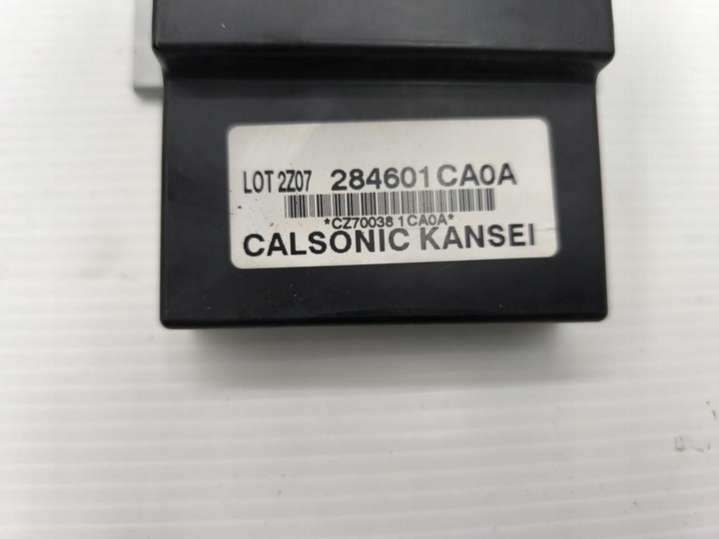 LOT 2Z07 284601CA0A
*CZ70038 1CA0A*
CALSONIC KANSEI